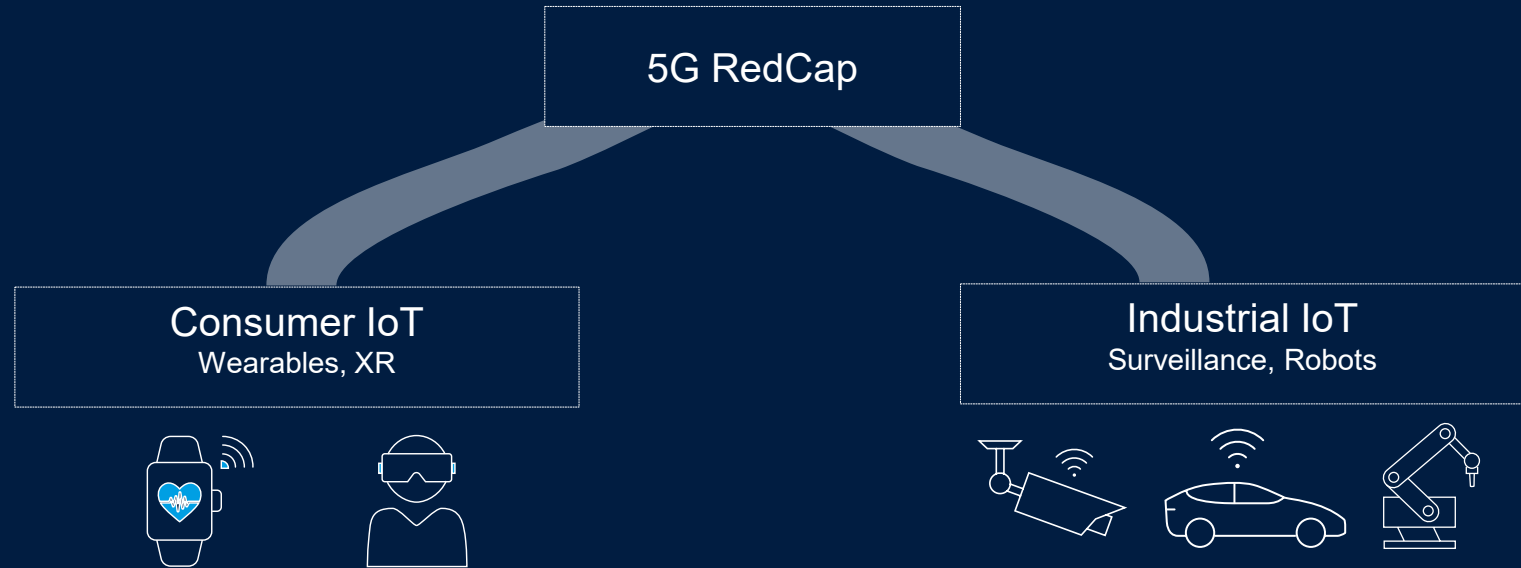 5G RedCap
Consumer IoT
Wearables, XR
Industrial IoT
Surveillance, Robots